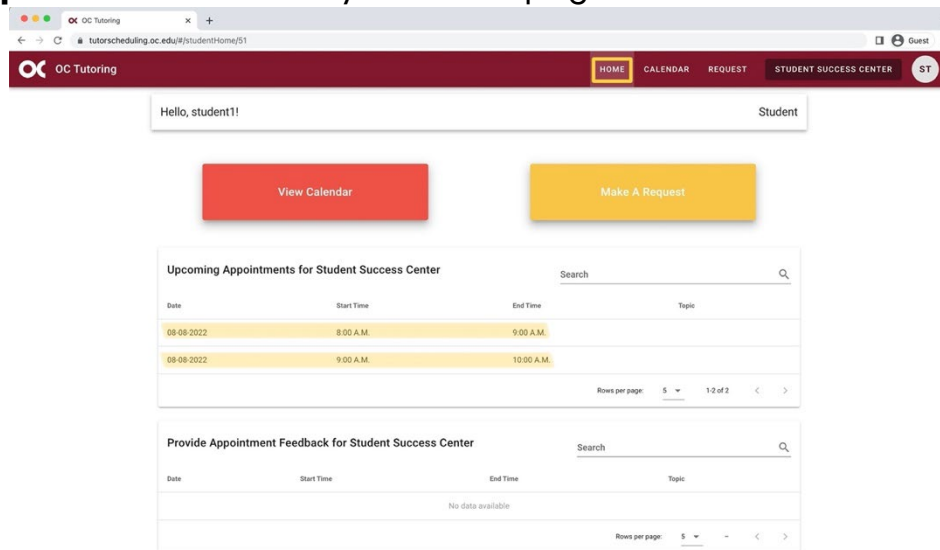 OC Tutoring
tutorscheduling.oc.edu/#/studentHome/51
Guest
OC OC Tutoring
HOME CALENDAR REQUEST STUDENT SUCCESS CENTER ST
Hello, student1! Student
View Calendar Make A Request
Upcoming Appointments for Student Success Center Search
Date Start Time End Time Topic
08-08-2022 8:00 A.M. 9:00 A.M.
08-08-2022 9:00 A.M. 10:00 A.M.
Rows per page: 5 1-2 of 2
Provide Appointment Feedback for Student Success Center Search
Date Start Time End Time Topic
No data available
Rows per page: 5 –